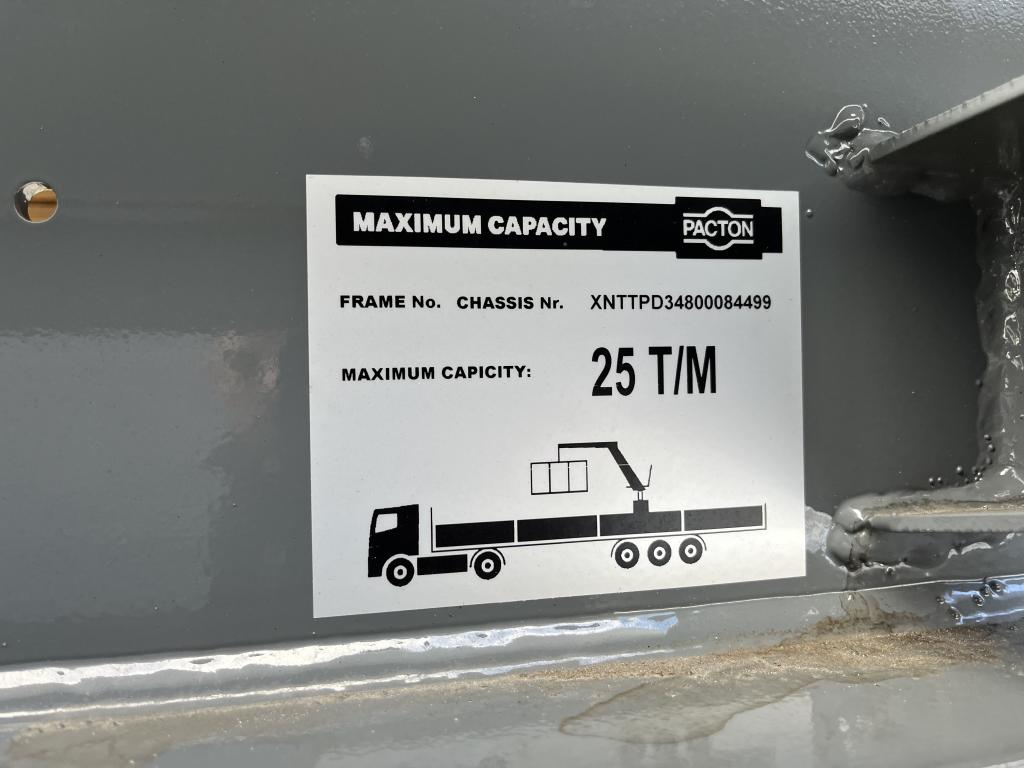 MAXIMUM CAPACITY
PACTON
FRAME No. CHASSIS Nr. XNTTPD34800084499
MAXIMUM CAPICITY: 25 T/M